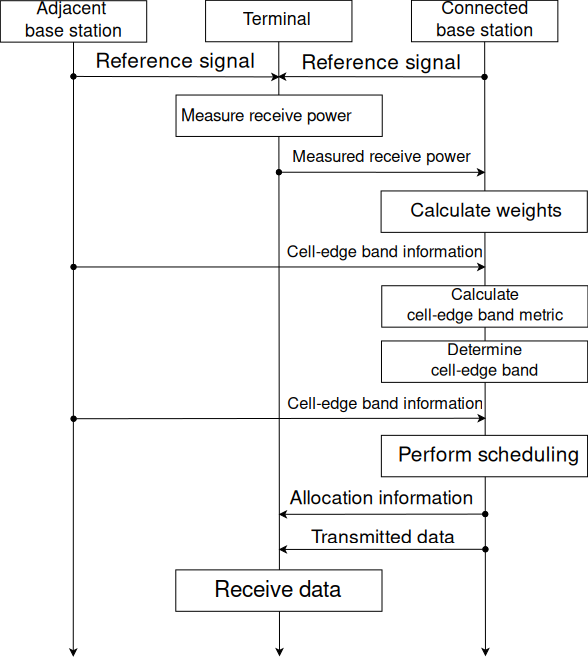 Adjacent
base station
Terminal
Connected
base station
Reference signal
Reference signal
Measure receive power
Measured receive power
Calculate weights
Cell-edge band information
Calculate
cell-edge band metric
Determine
cell-edge band
Cell-edge band information
Perform scheduling
Allocation information
Transmitted data
Receive data